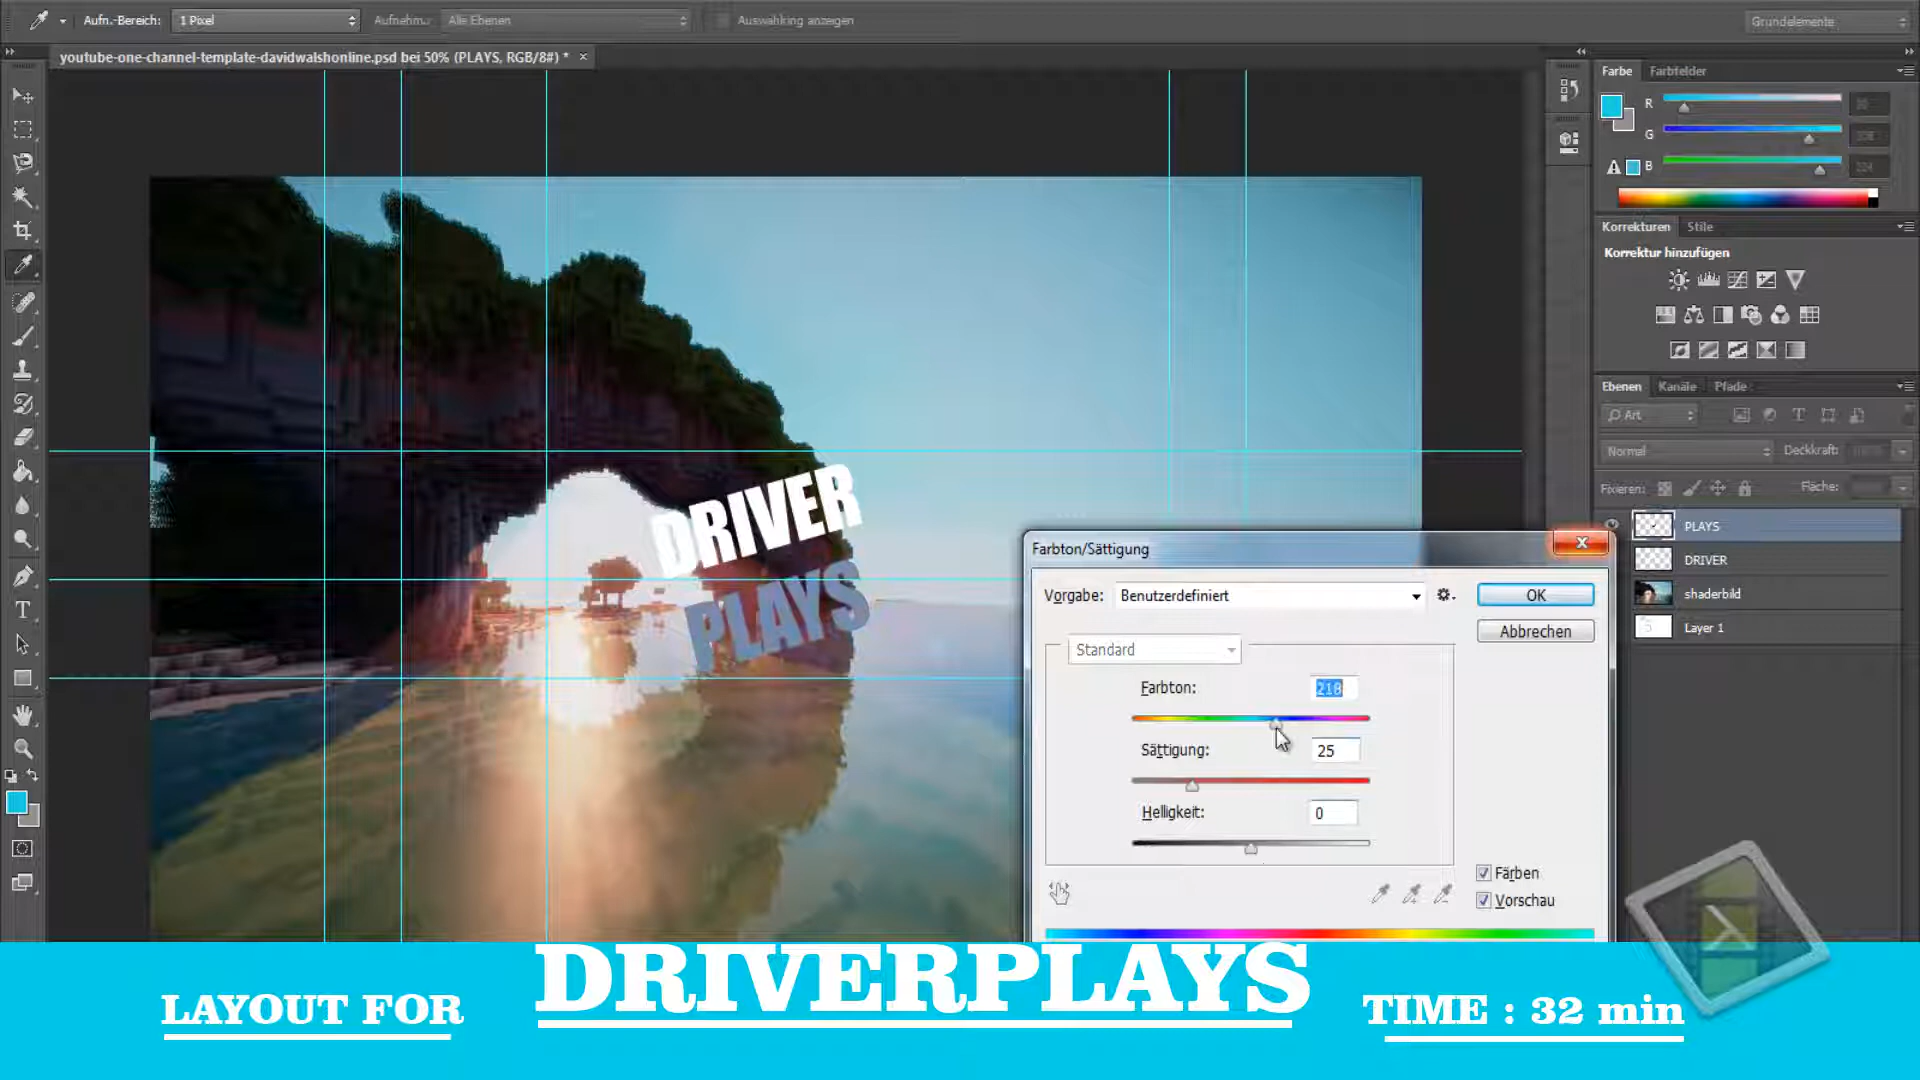 Aufn.-Bereich: 1 Pixel Aufnahm.: Alle Ebenen Auswahlring anzeigen Grundelemente
youtube-one-channel-template-davidwalshonline.psd bei 50% (PLAYS, RGB/8#) * ×
Farbe Farbfelder
R
G
B
Korrekturen Stile
Korrektur hinzufügen
Ebenen Kanäle Pfade
Art
Normal Deckkraft:
Fixieren: Fläche:
PLAYS
DRIVER
shaderbild
Layer 1
DRIVER
PLAYS
Farbton/Sättigung
Vorgabe: Benutzerdefiniert OK
Abbrechen
Standard
Farbton: 218
Sättigung: 25
Helligkeit: 0
Färben
Vorschau
LAYOUT FOR DRIVERPLAYS TIME : 32 min